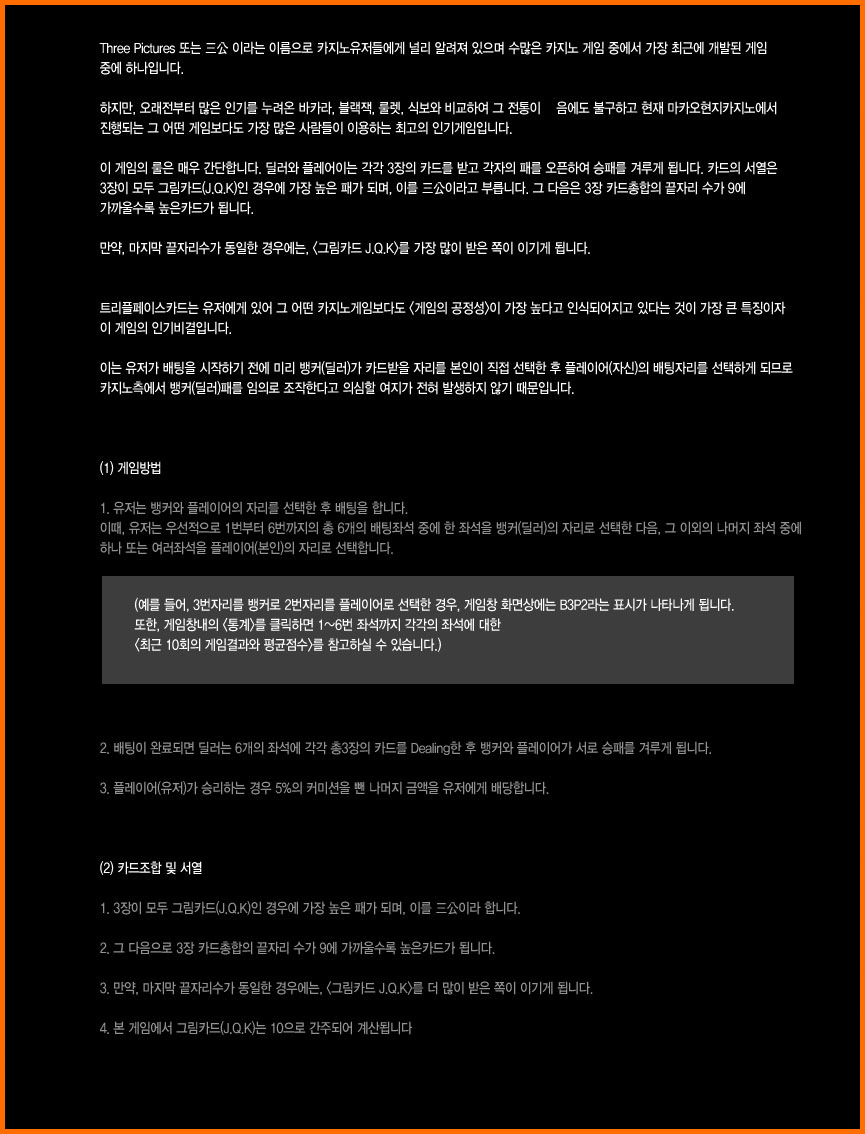 Three Pictures 또는 三公 이라는 이름으로 카지노유저들에게 널리 알려져 있으며 수많은 카지노 게임 중에서 가장 최근에 개발된 게임
중에 하나입니다.
하지만, 오래전부터 많은 인기를 누려온 바카라, 블랙잭, 룰렛, 식보와 비교하여 그 전통이 음에도 불구하고 현재 마카오현지카지노에서
진행되는 그 어떤 게임보다도 가장 많은 사람들이 이용하는 최고의 인기게임입니다.
이 게임의 룰은 매우 간단합니다. 딜러와 플레어이는 각각 3장의 카드를 받고 각자의 패를 오픈하여 승패를 겨루게 됩니다. 카드의 서열은
3장이 모두 그림카드(J.Q.K)인 경우에 가장 높은 패가 되며, 이를 三公이라고 부릅니다. 그 다음은 3장 카드총합의 끝자리 수가 9에
가까울수록 높은카드가 됩니다.
만약, 마지막 끝자리수가 동일한 경우에는, 〈그림카드 J.Q.K〉를 가장 많이 받은 쪽이 이기게 됩니다.
트리플페이스카드는 유저에게 있어 그 어떤 카지노게임보다도 〈게임의 공정성〉이 가장 높다고 인식되어지고 있다는 것이 가장 큰 특징이자
이 게임의 인기비결입니다.
이는 유저가 배팅을 시작하기 전에 미리 뱅커(딜러)가 카드받을 자리를 본인이 직접 선택한 후 플레이어(자신)의 배팅자리를 선택하게 되므로
카지노측에서 뱅커(딜러)패를 임의로 조작한다고 의심할 여지가 전혀 발생하지 않기 때문입니다.
(1) 게임방법
1. 유저는 뱅커와 플레이어의 자리를 선택한 후 배팅을 합니다.
이때, 유저는 우선적으로 1번부터 6번까지의 총 6개의 배팅좌석 중에 한 좌석을 뱅커(딜러)의 자리로 선택한 다음, 그 이외의 나머지 좌석 중에
하나 또는 여러좌석을 플레이어(본인)의 자리로 선택합니다.
(예를 들어, 3번자리를 뱅커로 2번자리를 플레이어로 선택한 경우, 게임창 화면상에는 B3P2라는 표시가 나타나게 됩니다.
또한, 게임창내의 〈통계〉를 클릭하면 1~6번 좌석까지 각각의 좌석에 대한
〈최근 10회의 게임결과와 평균점수〉를 참고하실 수 있습니다.)
2. 배팅이 완료되면 딜러는 6개의 좌석에 각각 총3장의 카드를 Dealing한 후 뱅커와 플레이어가 서로 승패를 겨루게 됩니다.
3. 플레이어(유저)가 승리하는 경우 5%의 커미션을 뺀 나머지 금액을 유저에게 배당합니다.
(2) 카드조합 및 서열
1. 3장이 모두 그림카드(J.Q.K)인 경우에 가장 높은 패가 되며, 이를 三公이라 합니다.
2. 그 다음으로 3장 카드총합의 끝자리 수가 9에 가까울수록 높은카드가 됩니다.
3. 만약, 마지막 끝자리수가 동일한 경우에는, 〈그림카드 J.Q.K〉를 더 많이 받은 쪽이 이기게 됩니다.
4. 본 게임에서 그림카드(J.Q.K)는 10으로 간주되어 계산됩니다